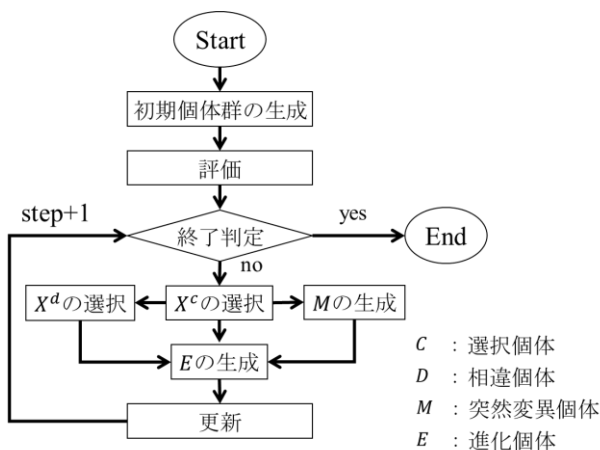 Start
初期個体群の生成
評価
step+1
終了判定
yes
End
no
X^dの選択
X^cの選択
Mの生成
Eの生成
更新
C : 選択個体
D : 相違個体
M : 突然変異個体
E : 進化個体